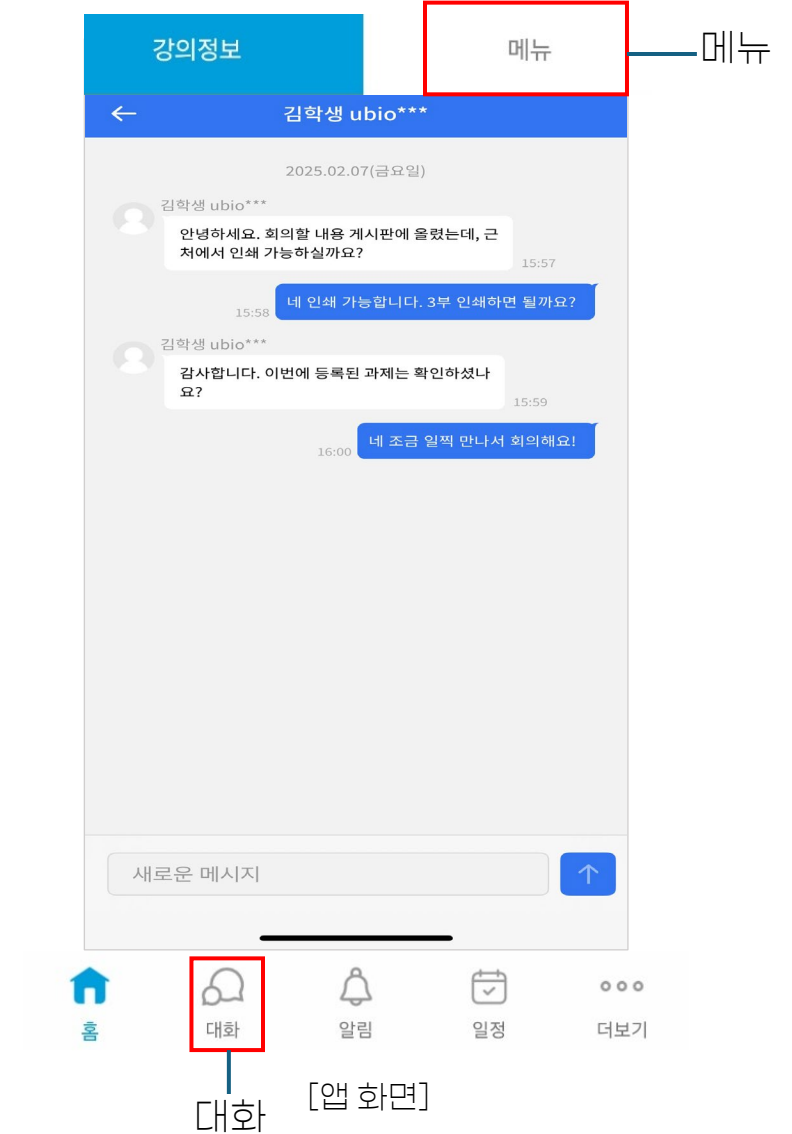 강의정보
메뉴
메뉴
김학생 ubio***
2025.02.07(금요일)
김학생 ubio***
안녕하세요. 회의할 내용 게시판에 올렸는데, 근
처에서 인쇄 가능하실까요?
15:57
네 인쇄 가능합니다. 3부 인쇄하면 될까요?
15:58
김학생 ubio***
감사합니다. 이번에 등록된 과제는 확인하셨나
요?
15:59
네 조금 일찍 만나서 회의해요!
16:00
새로운 메시지
홈
대화
알림
일정
더보기
대화
[앱 화면]